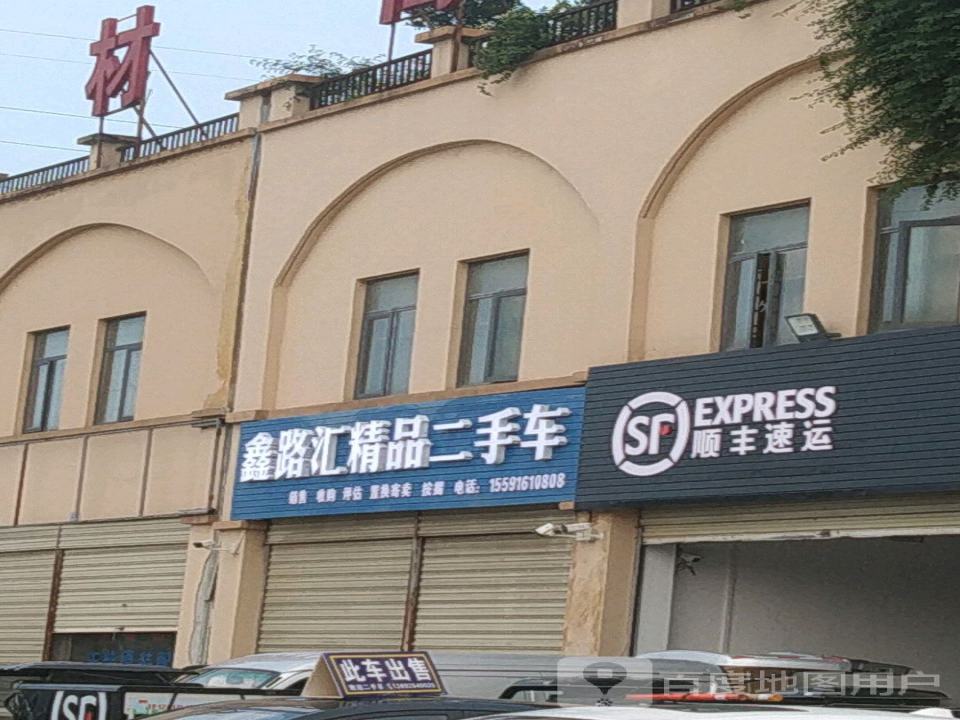 材
鑫路汇精品二手车
销售 收购 评估 置换寄卖 按揭 电话：15591610808
SF EXPRESS
顺丰速运
此车出售
SF
百度地图用户